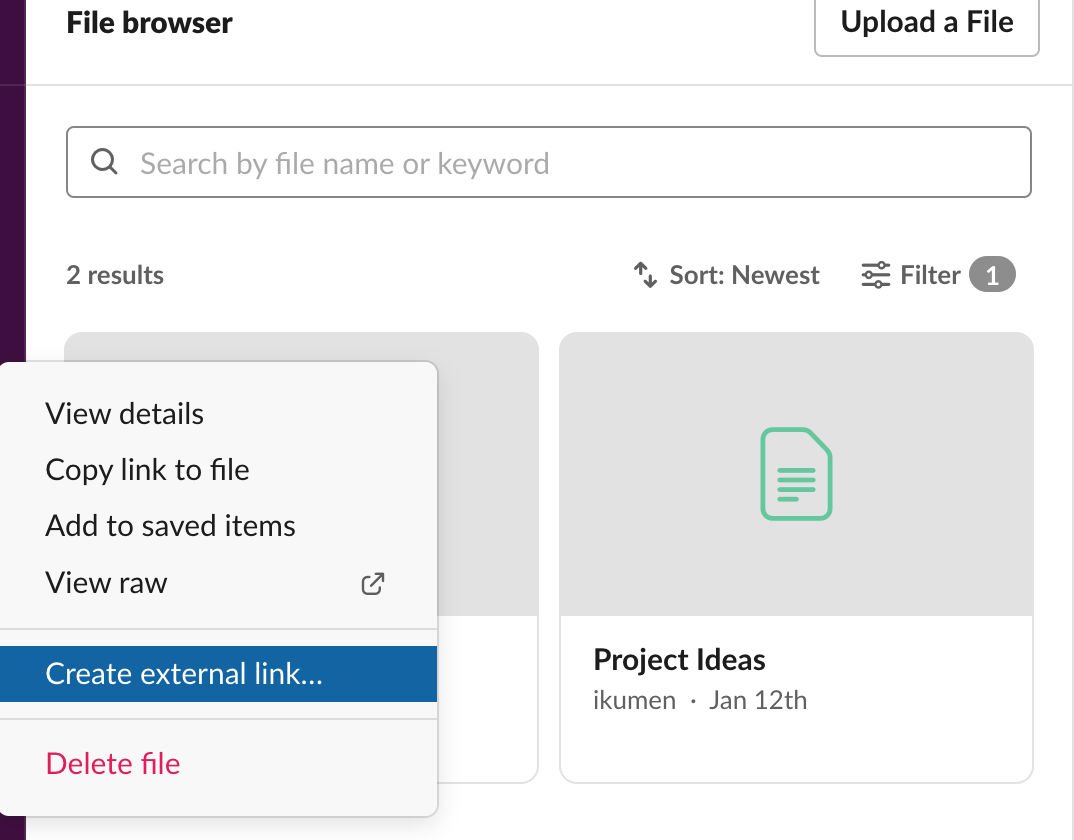 File browser
Upload a File
Search by file name or keyword
2 results
Sort: Newest
Filter 1
View details
Copy link to file
Add to saved items
View raw
Create external link...
Delete file
Project Ideas
ikumen · Jan 12th